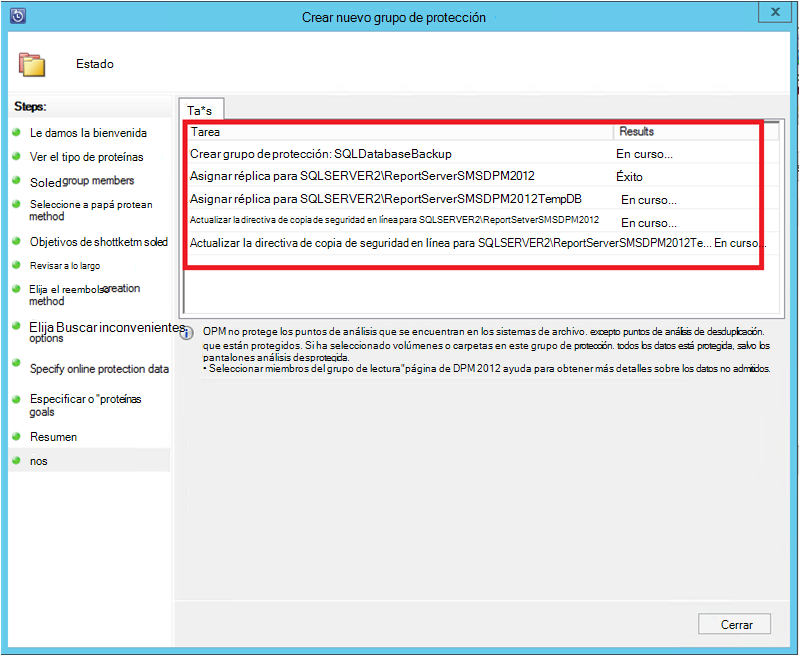 Crear nuevo grupo de protección
x
Estado
Steps:
Le damos la bienvenida
Ver el tipo de proteínas
Soled group members
Seleccione a papá protean
method
Objetivos de shottketm soled
Revisar a lo largo
Elija el reembolso creation
method
Elija Buscar inconvenientes
options
Specify online protection data
Especificar o "proteínas
goals
Resumen
nos
Ta*s
Tarea Results
Crear grupo de protección: SQLDatabaseBackup En curso...
Asignar réplica para SQLSERVER2\ReportServerSMSDPM2012 Éxito
Asignar réplica para SQLSERVER2\ReportServerSMSDPM2012TempDB En curso...
Actualizar la directiva de copia de seguridad en línea para SQLSERVER2\ReportSetverSMSDPM2012 En curso...
Actualizar la directiva de copia de seguridad en línea para SQLSERVER2\ReportServerSMSDPM2012Te... En curso...
OPM no protege los puntos de análisis que se encuentran en los sistemas de archivo. excepto puntos de análisis de desduplicación.
que están protegidos. Si ha seleccionado volúmenes o carpetas en este grupo de protección. todos los datos está protegida, salvo los
pantalones análisis desprotegida.
• Seleccionar miembros del grupo de lectura"página de DPM 2012 ayuda para obtener más detalles sobre los datos no admitidos.
Cerrar